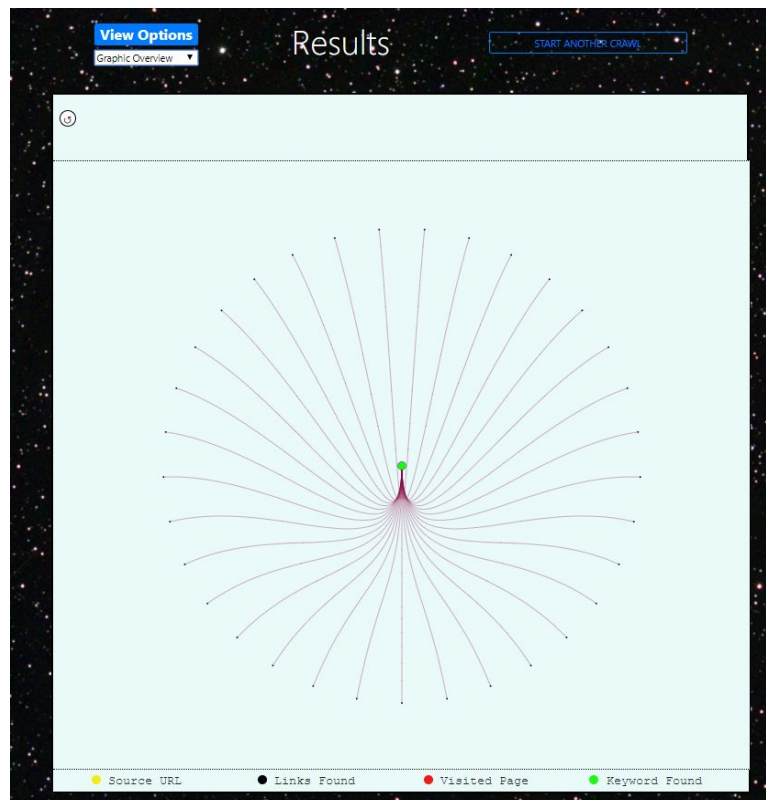 View Options
Graphic Overview
Results
START ANOTHER CRAWL
Source URL
Links Found
Visited Page
Keyword Found